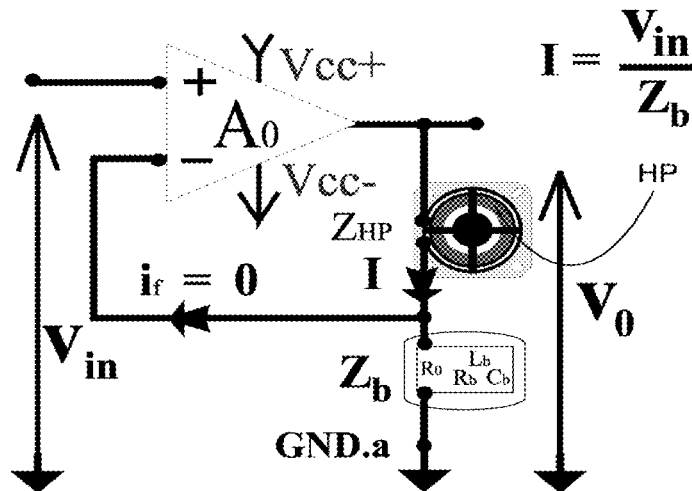 Vcc+
I = Vin / Zb
+
A0
−
Vcc-
HP
ZHP
if = 0
I
Vin
V0
Zb
R0 Lb
Rb Cb
GND.a